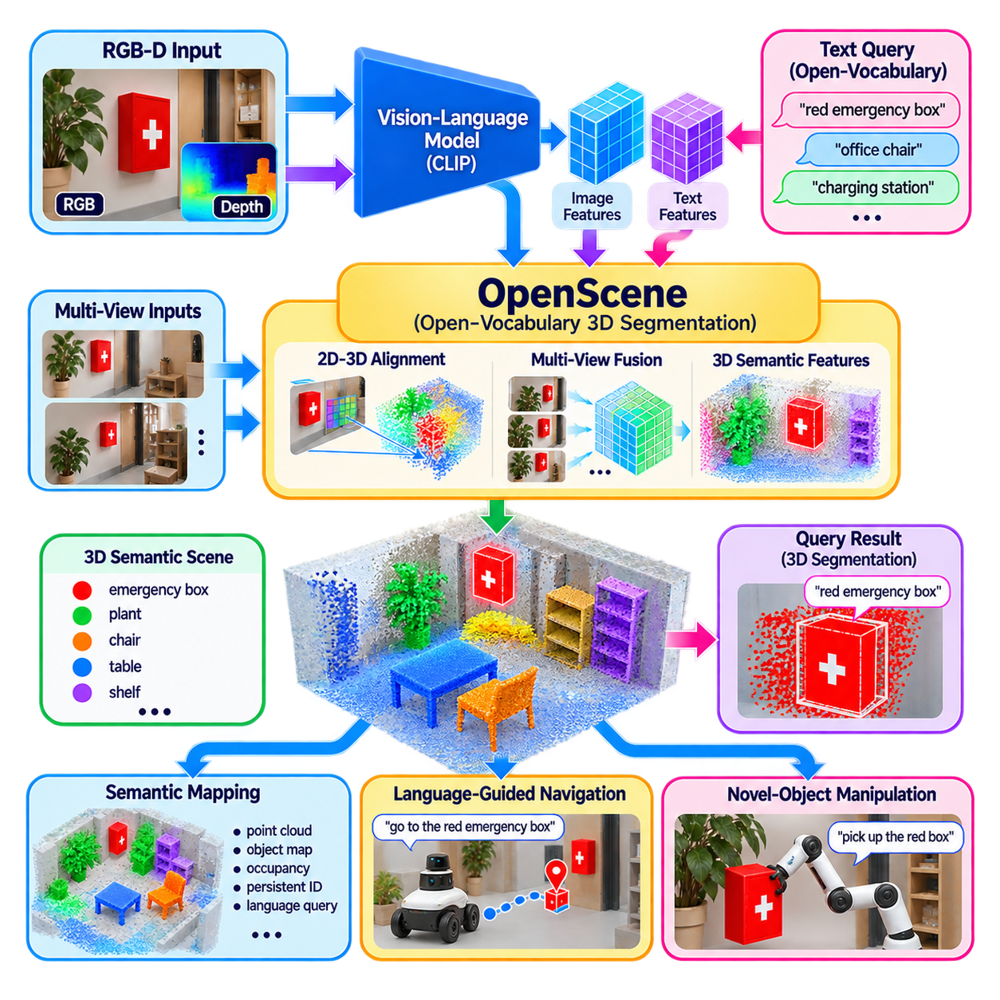 RGB-D Input
RGB
Depth
Vision-Language
Model
(CLIP)
Image
Features
Text
Features
Text Query
(Open-Vocabulary)
"red emergency box"
"office chair"
"charging station"
Multi-View Inputs
OpenScene
(Open-Vocabulary 3D Segmentation)
2D-3D Alignment
Multi-View Fusion
3D Semantic Features
3D Semantic Scene
emergency box
plant
chair
table
shelf
Query Result
(3D Segmentation)
"red emergency box"
Semantic Mapping
point cloud
object map
occupancy
persistent ID
language query
Language-Guided Navigation
"go to the red emergency box"
Novel-Object Manipulation
"pick up the red box"